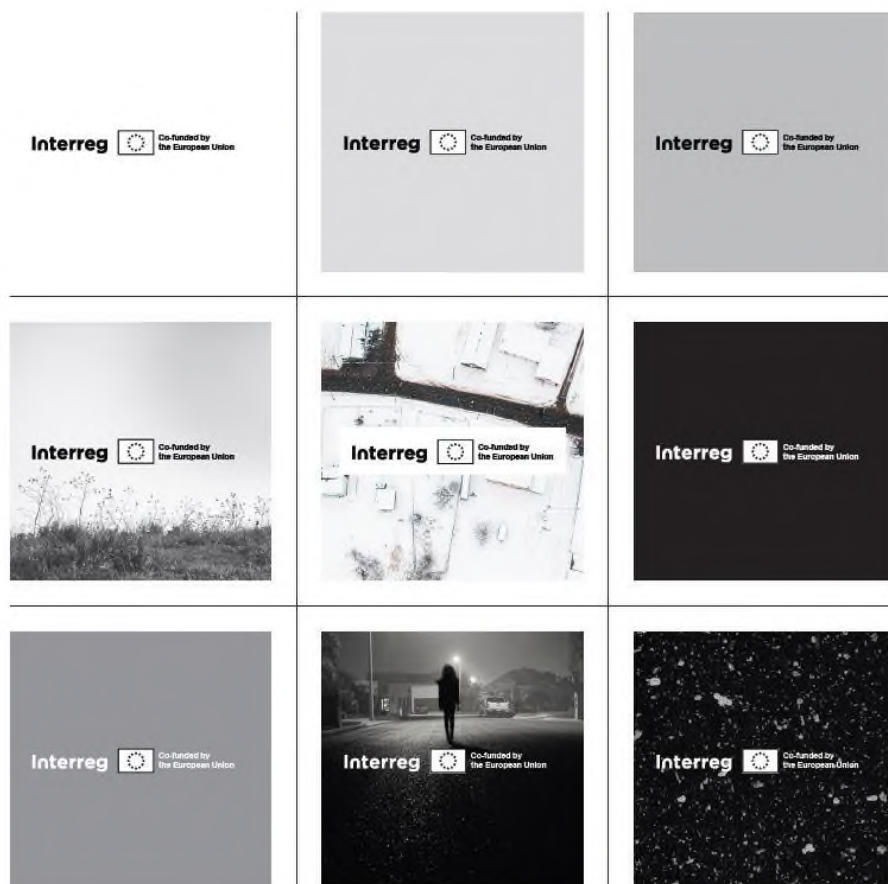 Interreg
Co-funded by
the European Union
Interreg
Co-funded by
the European Union
Interreg
Co-funded by
the European Union
Interreg
Co-funded by
the European Union
Interreg
Co-funded by
the European Union
Interreg
Co-funded by
the European Union
Interreg
Co-funded by
the European Union
Interreg
Co-funded by
the European Union
Interreg
Co-funded by
the European Union